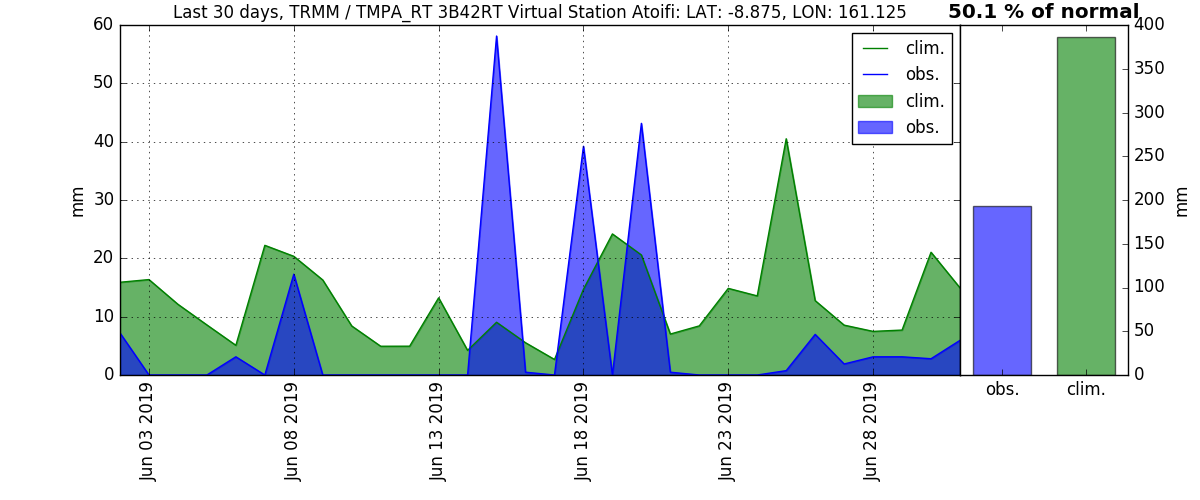 Last 30 days, TRMM / TMPA_RT 3B42RT Virtual Station Atoifi: LAT: -8.875, LON: 161.125
50.1 % of normal
mm
60
50
40
30
20
10
0
clim.
obs.
clim.
obs.
Jun 03 2019
Jun 08 2019
Jun 13 2019
Jun 18 2019
Jun 23 2019
Jun 28 2019
400
350
300
250
200
150
100
50
0
mm
obs.
clim.